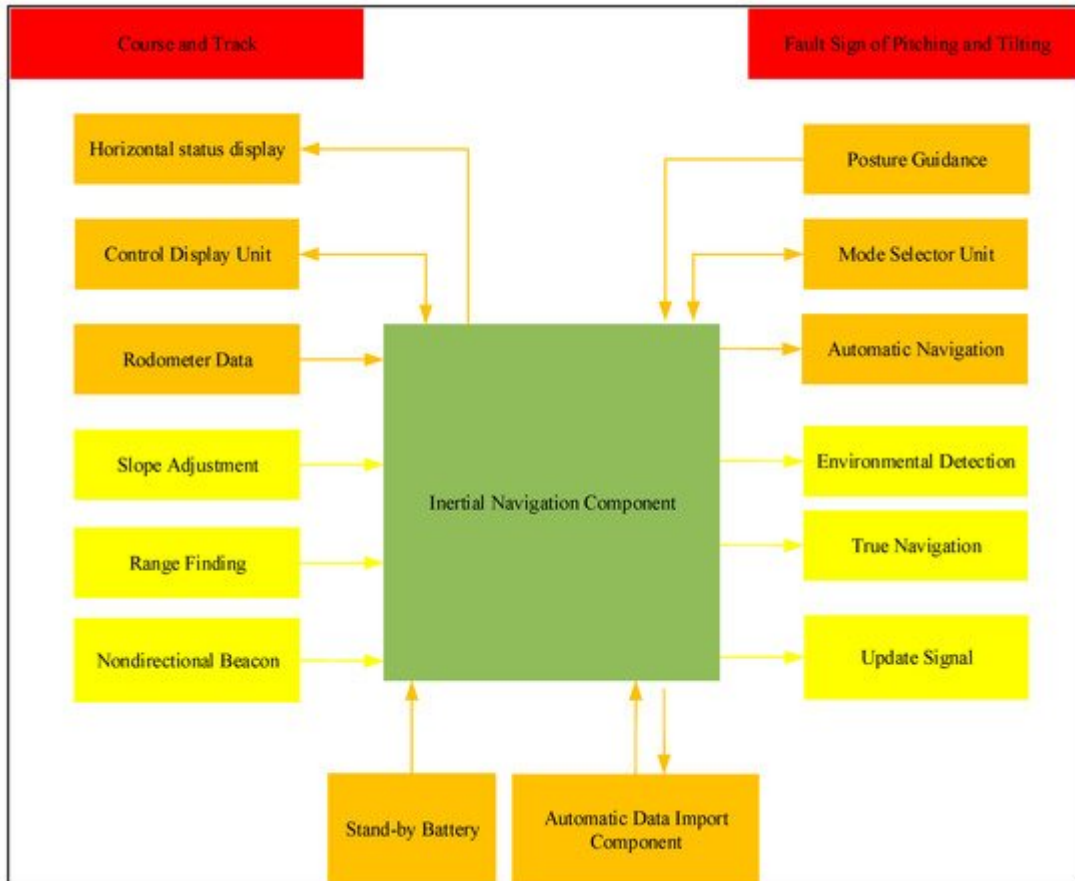 Course and Track
Fault Sign of Pitching and Tilting
Horizontal status display
Posture Guidance
Control Display Unit
Mode Selector Unit
Rodometer Data
Automatic Navigation
Slope Adjustment
Environmental Detection
Inertial Navigation Component
Range Finding
True Navigation
Nondirectional Beacon
Update Signal
Stand-by Battery
Automatic Data Import
Component